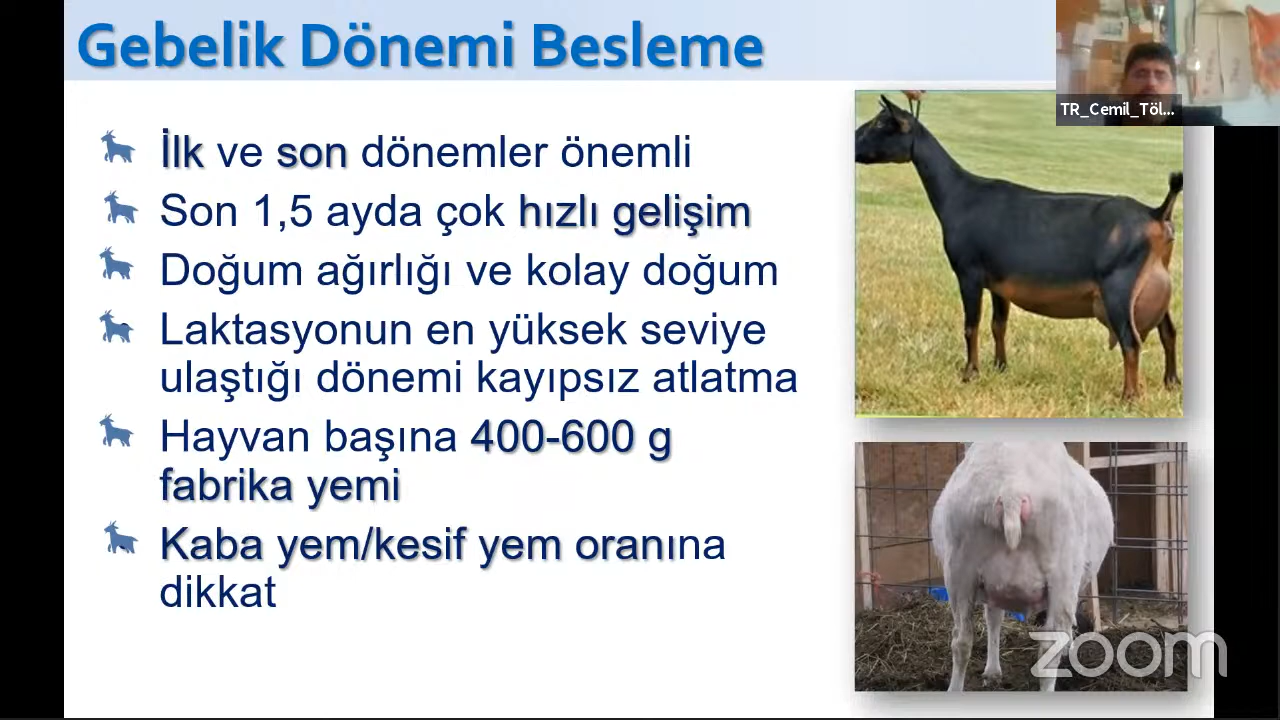 Gebelik Dönemi Besleme
TR_Cemil_Töl...
İlk ve son dönemler önemli
Son 1,5 ayda çok hızlı gelişim
Doğum ağırlığı ve kolay doğum
Laktasyonun en yüksek seviye
ulaştığı dönemi kayıpsız atlatma
Hayvan başına 400-600 g
fabrika yemi
Kaba yem/kesif yem oranına
dikkat
zoom